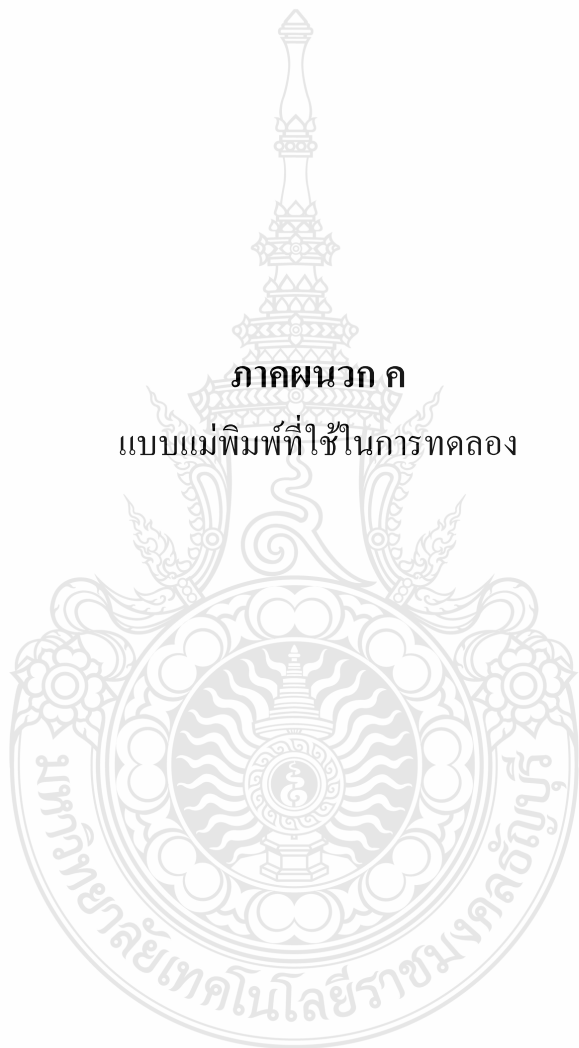 ภาคผนวก ค
แบบแม่พิมพ์ที่ใช้ในการทดลอง
มหาวิทยาลัยเทคโนโลยีราชมงคลธัญบุรี